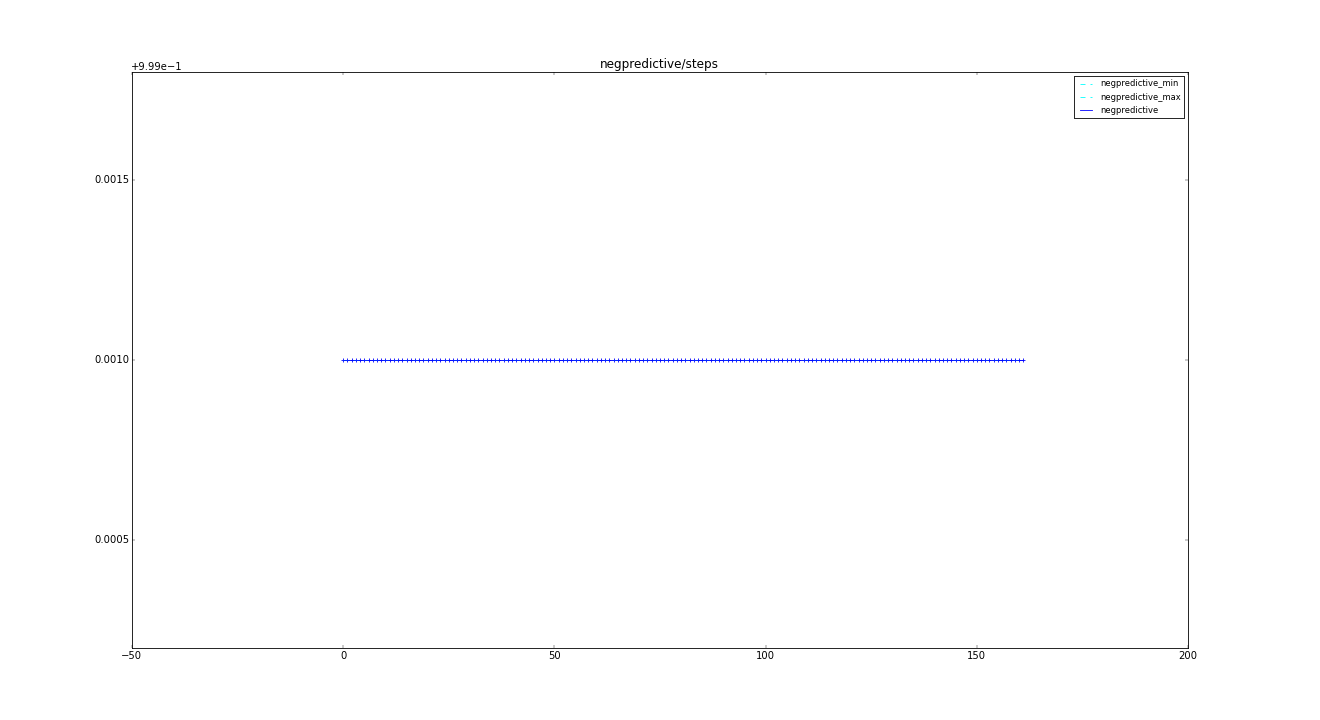 negpredictive/steps
+9.99e−1
negpredictive_min
negpredictive_max
negpredictive
0.0015
0.0010
0.0005
−50 0 50 100 150 200